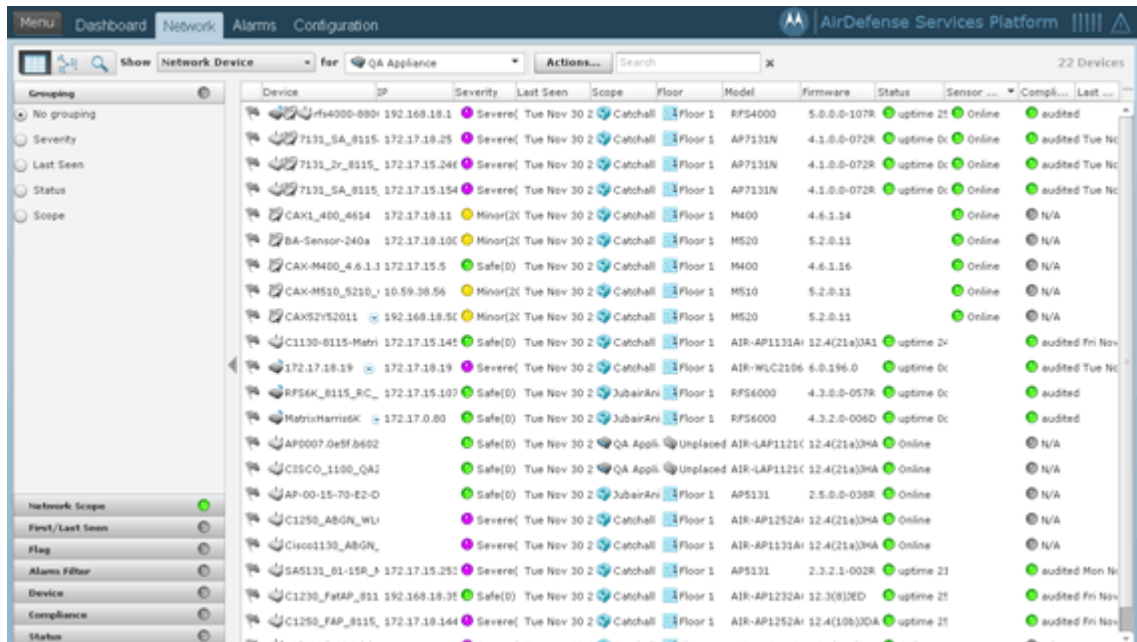 Menu Dashboard Network Alarms Configuration AirDefense Services Platform
Show Network Device for QA Appliance Actions... Search 22 Devices
Grouping Device IP Severity Last Seen Scope Floor Model Firmware Status Sensor ... Compli... Last ...
No grouping 192.168.18.1 Severe( Tue Nov 30 2 Catchall Floor 1 RFS4000 5.0.0.0-107R uptime 2 Online audited
Severity 7131_SA_8115- 172.17.18.25 Severe( Tue Nov 30 2 Catchall Floor 1 AP7131N 4.1.0.0-072R uptime 0 Online audited Tue No
Last Seen 7131_2r_8115_ 172.17.15.24 Severe( Tue Nov 30 2 Catchall Floor 1 AP7131N 4.1.0.0-072R uptime 0 Online audited Tue No
Status 7131_SA_8115_ 172.17.15.154 Severe( Tue Nov 30 2 Catchall Floor 1 AP7131N 4.1.0.0-072R uptime 0 Online audited Tue No
Scope CAX1_400_4614 172.17.18.11 Minor(2 Tue Nov 30 2 Catchall Floor 1 M400 4.6.1.14 Online N/A
BA-Sensor-240a 172.17.18.10 Minor(2 Tue Nov 30 2 Catchall Floor 1 M520 5.2.0.11 Online N/A
CAX-M400_4.6.1.1 172.17.15.5 Safe(0) Tue Nov 30 2 Catchall Floor 1 M400 4.6.1.16 Online N/A
CAX-M510_5210_ 10.59.38.56 Minor(2 Tue Nov 30 2 Catchall Floor 1 M510 5.2.0.11 Online N/A
CAX52Y52011 192.168.18.5 Minor(2 Tue Nov 30 2 Catchall Floor 1 M520 5.2.0.11 Online N/A
C1130-8115-Matri 172.17.15.14 Safe(0) Tue Nov 30 2 Catchall Floor 1 AIR-AP1131A 12.4(21a)JA1 uptime 2 audited Fri Nov
172.17.18.19 172.17.18.19 Severe( Tue Nov 30 2 Catchall Floor 1 AIR-WLC2106 6.0.196.0 uptime 0 audited Tue No
RFS6K_8115_RC_ 172.17.15.107 Safe(0) Tue Nov 30 2 JubairAni Floor 1 RFS6000 4.3.0.0-057R uptime 0 audited
MatrixHarris6K 172.17.0.80 Safe(0) Tue Nov 30 2 JubairAni Floor 1 RFS6000 4.3.2.0-006D uptime 0 audited
AP0007.0e5f.b602 Safe(0) Tue Nov 30 2 QA Appli. Unplaced AIR-LAP1121 12.4(21a)JHA Online N/A
CISCO_1100_QA2 Safe(0) Tue Nov 30 2 QA Appli. Unplaced AIR-LAP1121 12.4(21a)JHA Online N/A
Network Scope AP-00-15-70-E2-D Safe(0) Tue Nov 30 2 JubairAni Floor 1 AP5131 2.5.0.0-038R Online N/A
First/Last Seen C1250_ABGN_WL Severe( Tue Nov 30 2 Catchall Floor 1 AIR-AP1252A 12.4(21a)JHA Online N/A
Flag Cisco1130_ABGN_ Severe( Tue Nov 30 2 Catchall Floor 1 AIR-AP1131A 12.4(21a)JHA Online N/A
Alarms Filter SA5131_81-15R_ 172.17.15.25 Severe( Tue Nov 30 2 Catchall Floor 1 AP5131 2.3.2.1-002R uptime 2 audited Mon No
Device C1230_FatAP_811 192.168.18.3 Safe(0) Tue Nov 30 2 Catchall Floor 1 AIR-AP1232A 12.3(8)JED uptime 2 audited Fri Nov
Compliance C1250_FAP_8115_ 172.17.18.144 Severe( Tue Nov 30 2 Catchall Floor 1 AIR-AP1252A 12.4(10b)JDA uptime 2 audited Fri Nov
Status